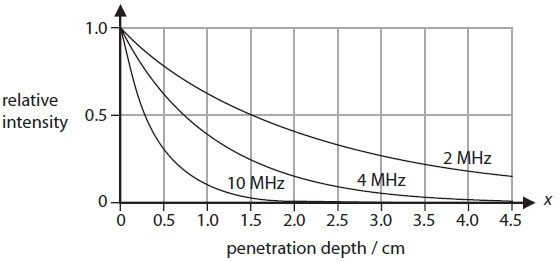 1.0
relative
intensity
0.5
2 MHz
10 MHz
4 MHz
0
x
0 0.5 1.0 1.5 2.0 2.5 3.0 3.5 4.0 4.5
penetration depth / cm